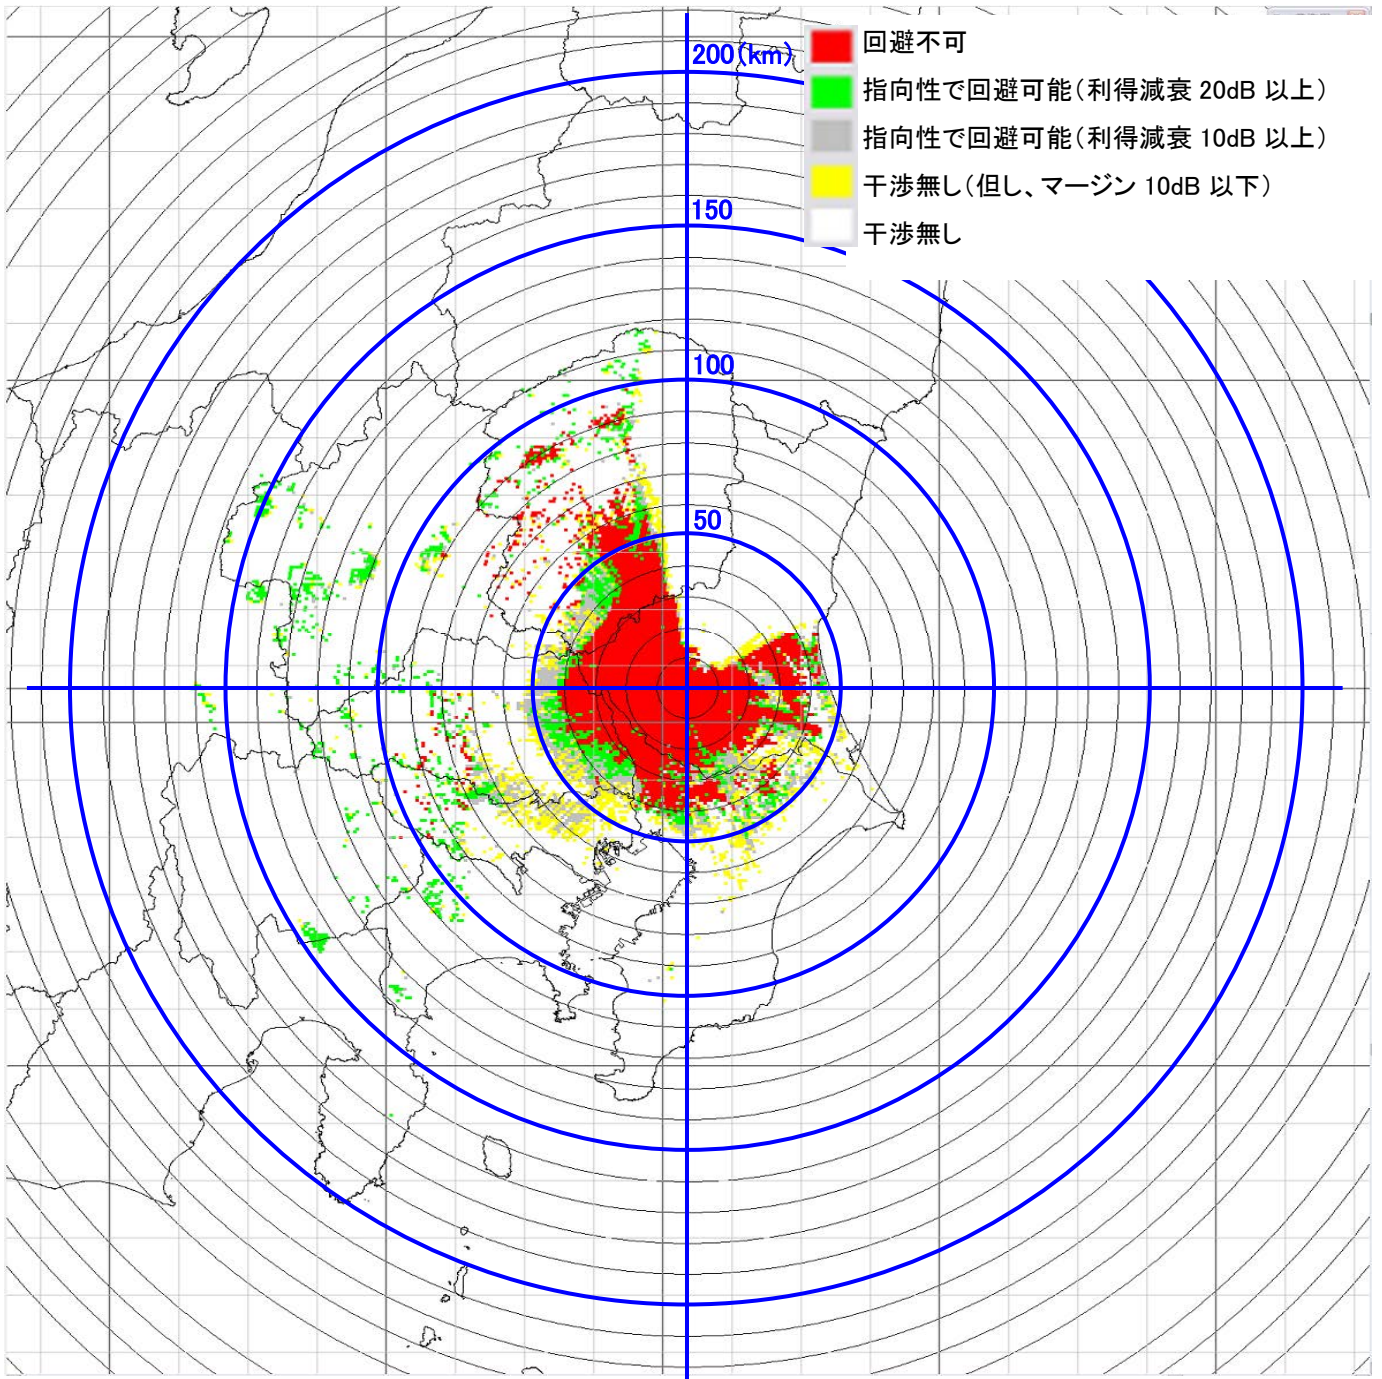 回避不可
指向性で回避可能（利得減衰 20dB 以上）
指向性で回避可能（利得減衰 10dB 以上）
干渉無し（但し、マージン 10dB 以下）
干渉無し
200(km)
150
100
50